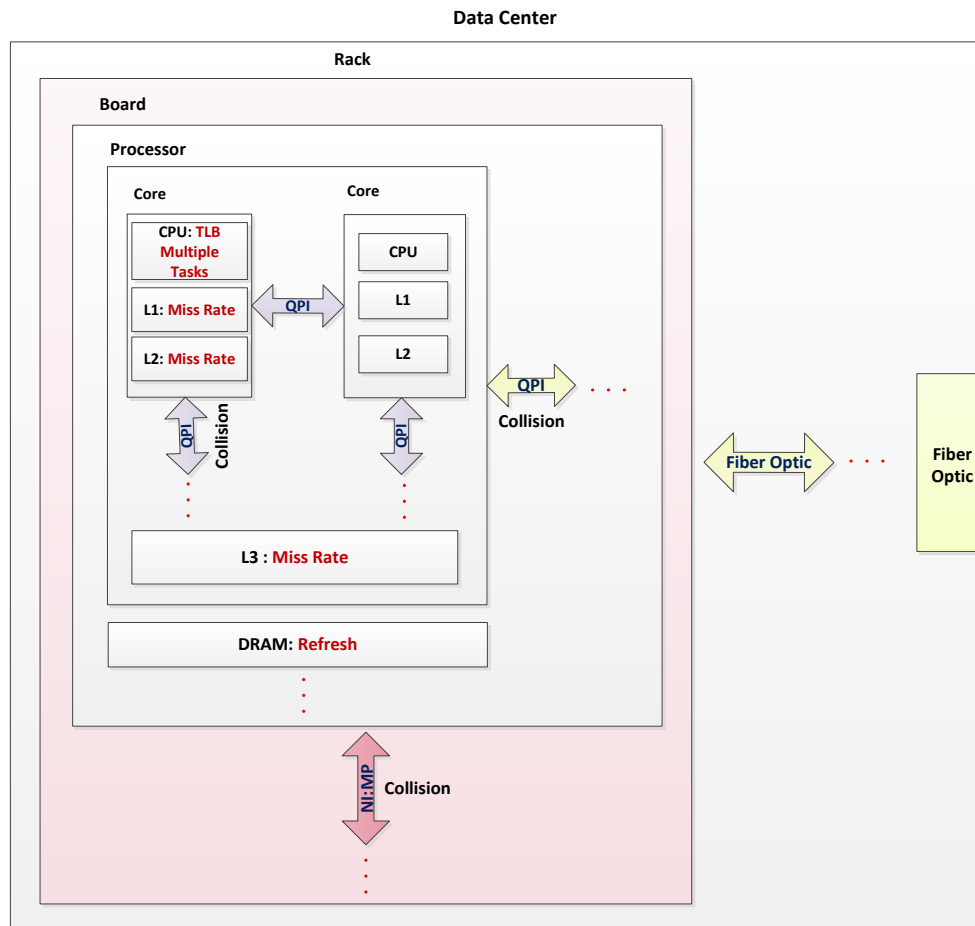 Data Center
Rack
Board
Processor
Core
Core
CPU: TLB
Multiple
Tasks
L1: Miss Rate
L2: Miss Rate
QPI
CPU
L1
L2
QPI
Collision
QPI
QPI
Collision
Fiber Optic
Fiber
Optic
L3 : Miss Rate
DRAM: Refresh
NI:MP
Collision